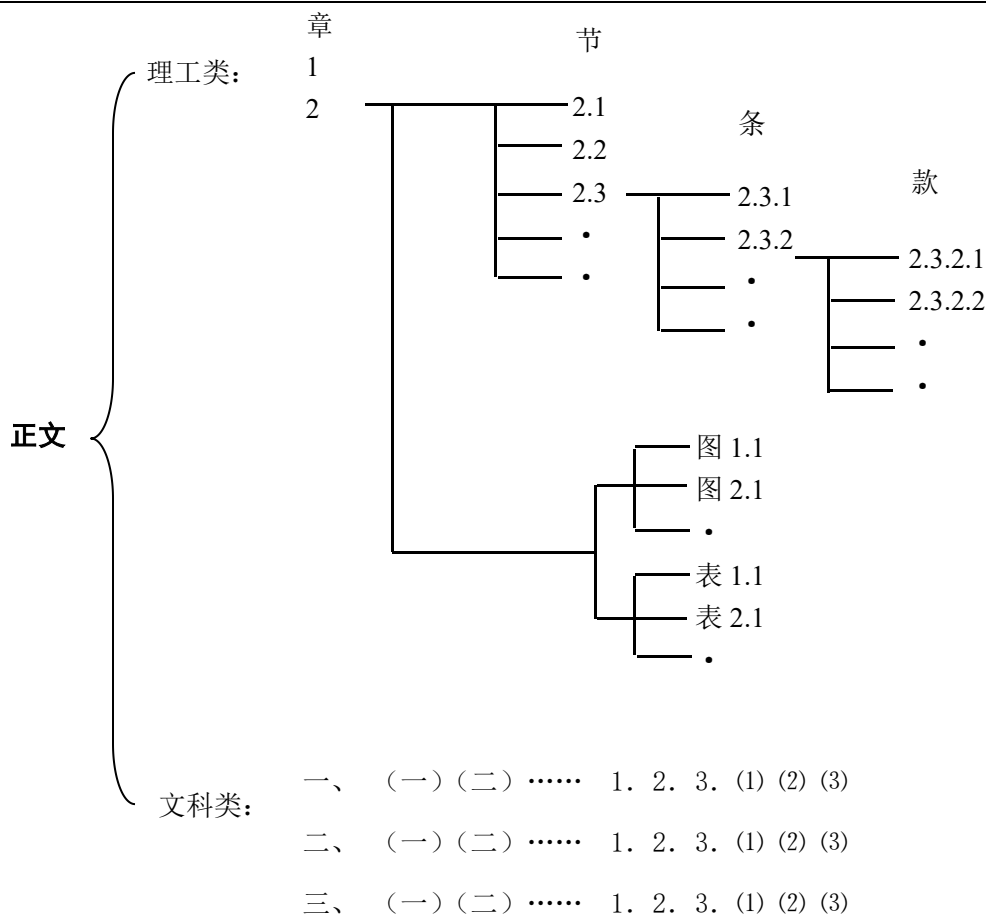 章
节
理工类：
1
2
2.1
条
2.2
款
2.3
2.3.1
·
2.3.2
2.3.2.1
·
·
2.3.2.2
·
·
·
正文
图 1.1
图 2.1
·
表 1.1
表 2.1
·
文科类：
一、 （一）（二）…… 1．2．3．⑴ ⑵ ⑶
二、 （一）（二）…… 1．2．3．⑴ ⑵ ⑶
三、 （一）（二）…… 1．2．3．⑴ ⑵ ⑶